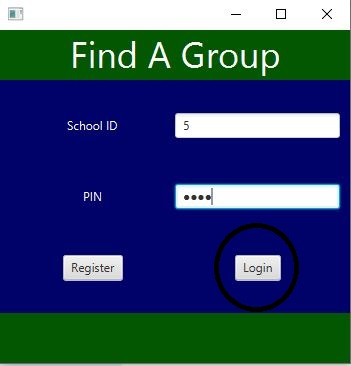 Find A Group
School ID 5
PIN ••••
Register Login